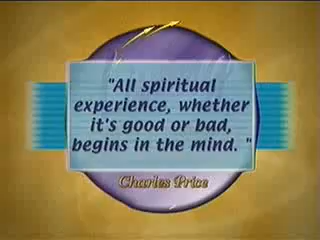 "All spiritual
experience, whether
it's good or bad,
begins in the mind. "
Charles Price